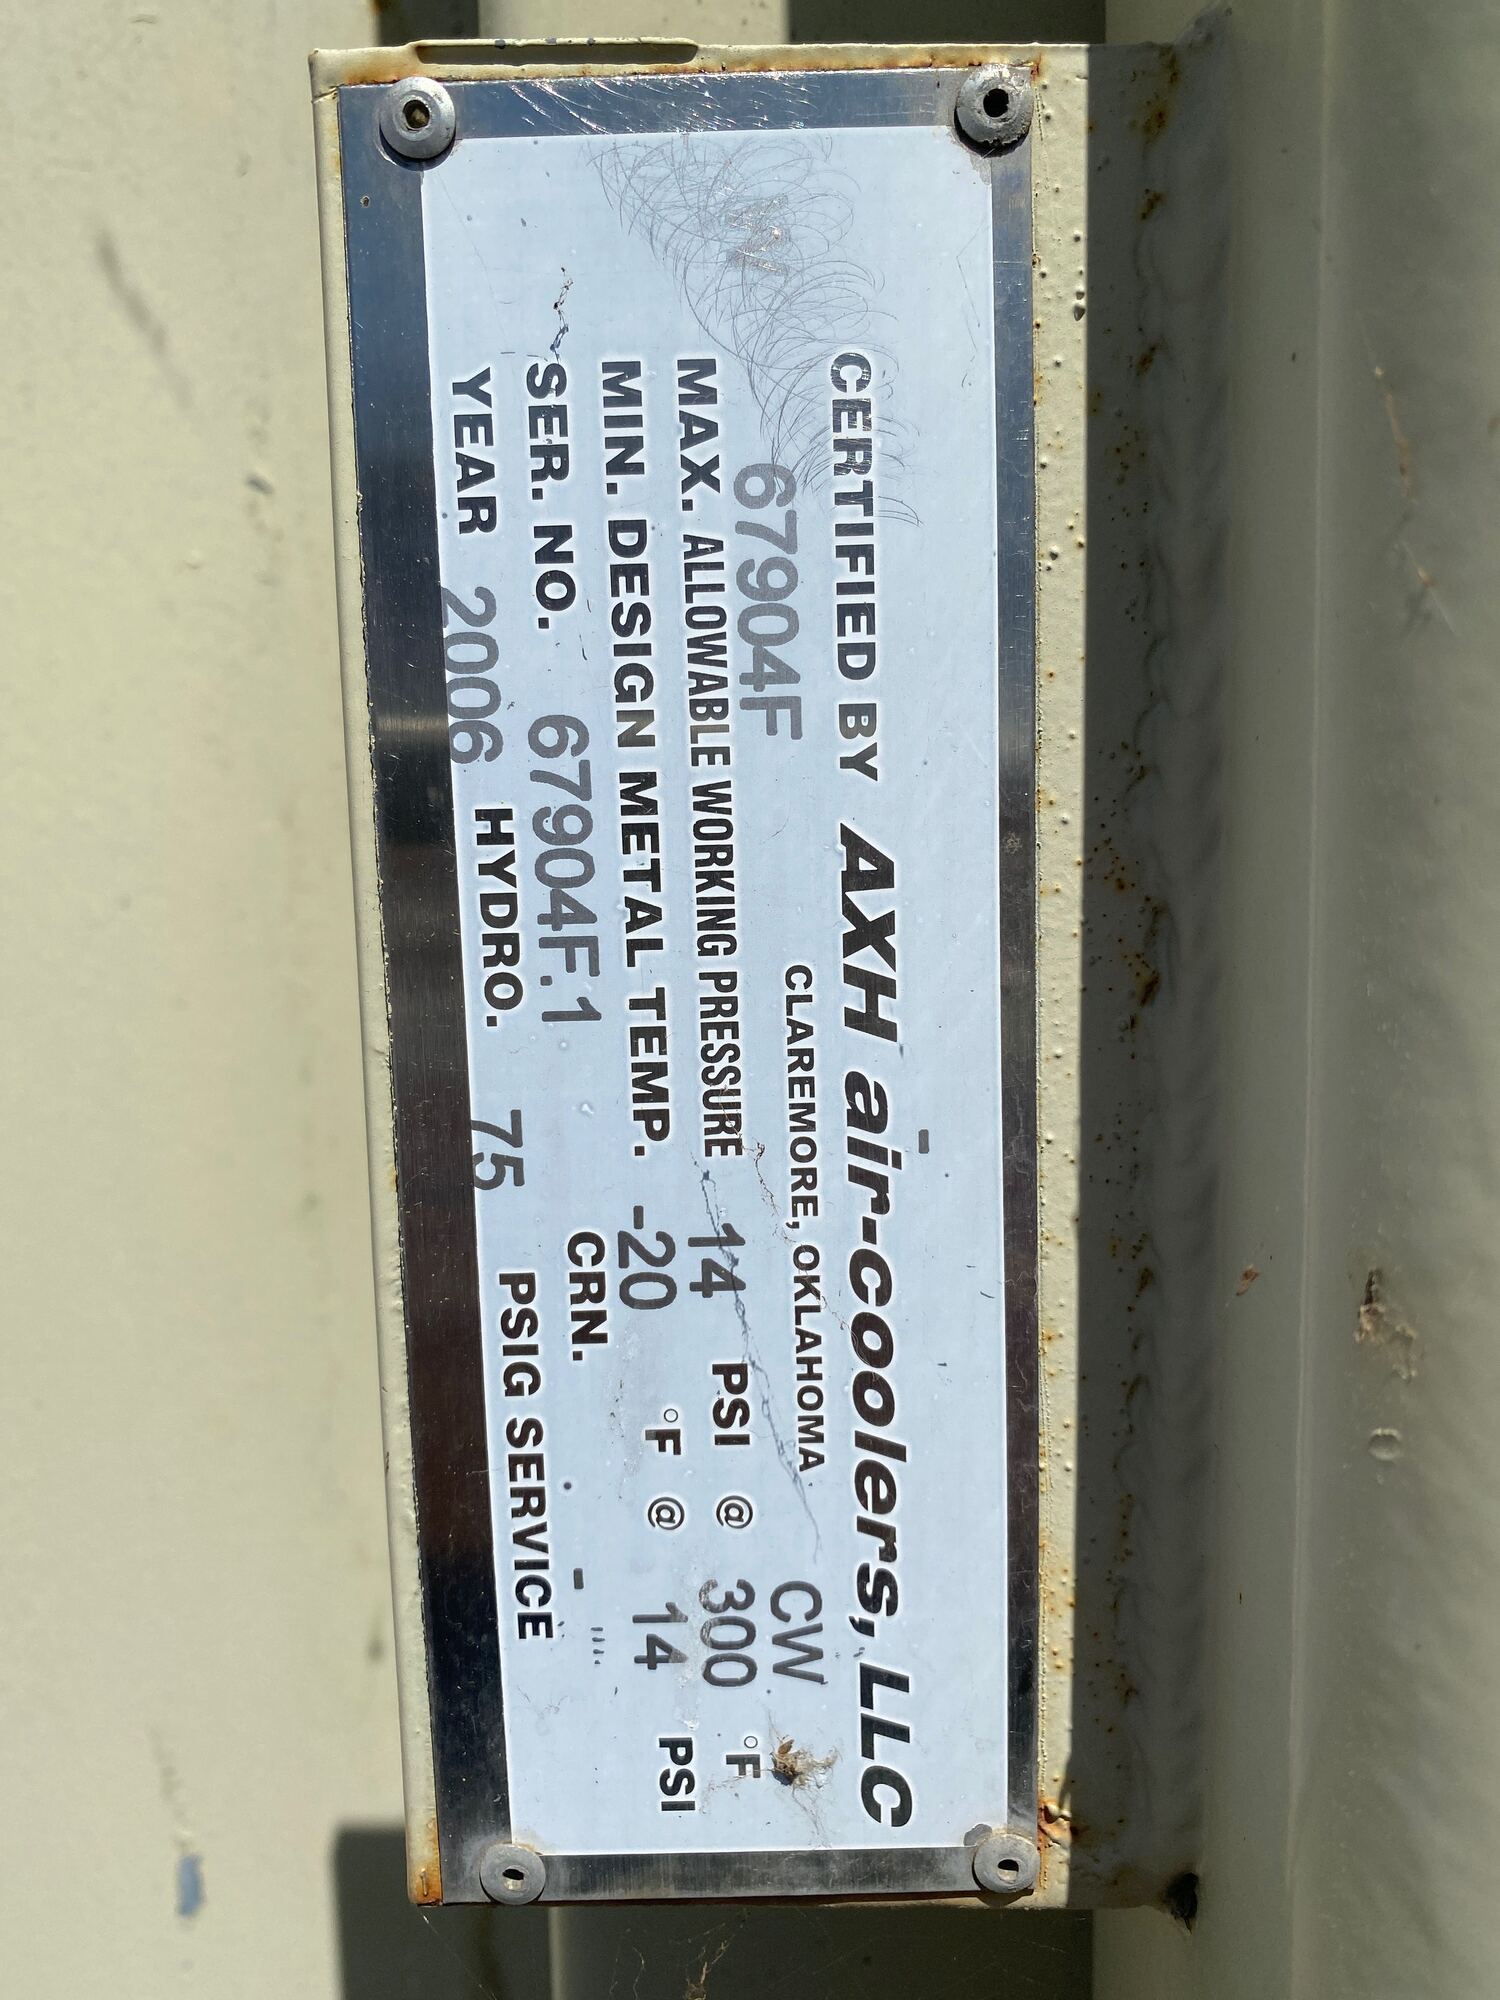 CERTIFIED BY AXH air-coolers, LLC
CLAREMORE, OKLAHOMA
67904F CW
MAX. ALLOWABLE WORKING PRESSURE 14 PSI @ 300 °F
MIN. DESIGN METAL TEMP. -20 °F @ 14 PSI
SER. NO. 67904F.1 CRN. -
YEAR 2006 HYDRO. 75 PSIG SERVICE